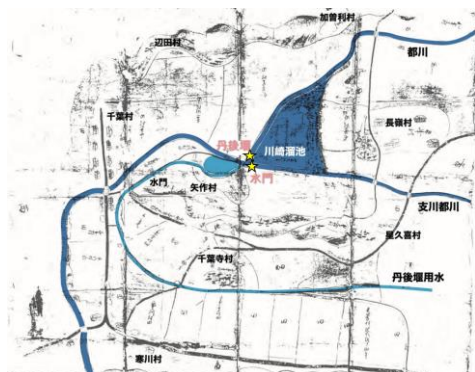 加曽利村
都川
辺田村
千葉村
長嶺村
丹後堰
川崎溜池
水門
水門
矢作村
支川都川
星久喜村
千葉寺村
丹後堰用水
寒川村